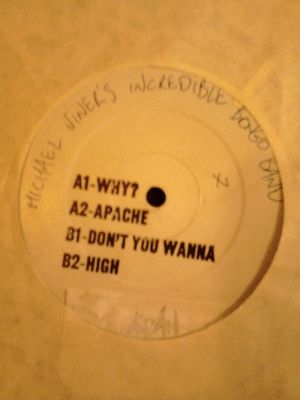 MICHAEL VINER'S INCREDIBLE BONGO BAND
A1-WHY?
A2-APACHE
B1-DON'T YOU WANNA
B2-HIGH